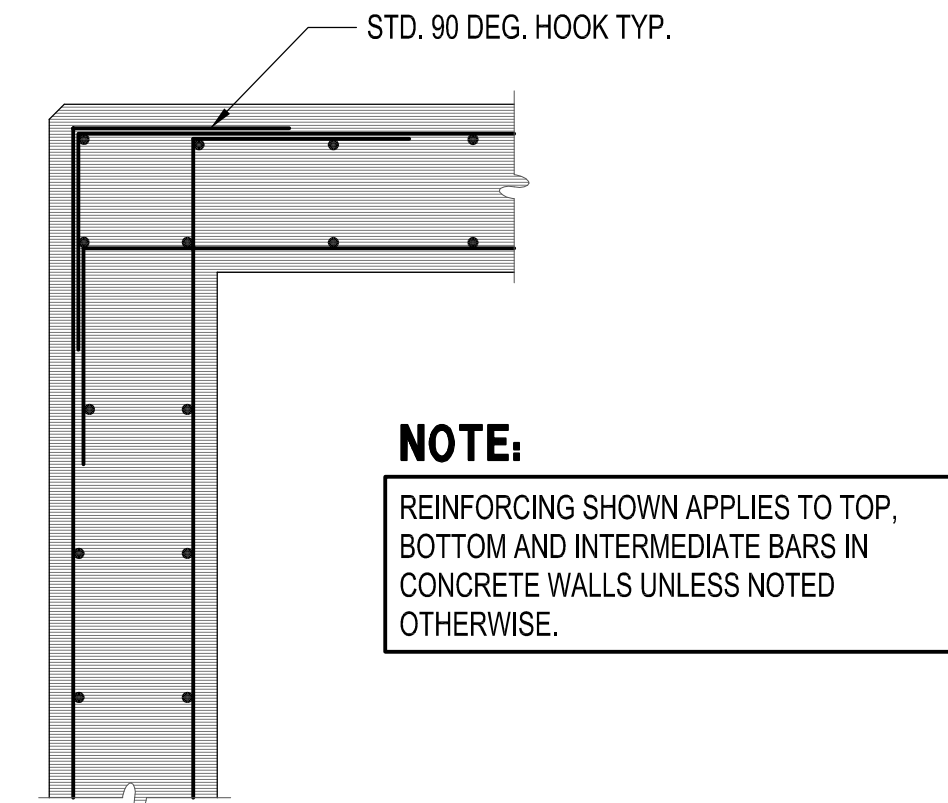 STD. 90 DEG. HOOK TYP.
NOTE:
REINFORCING SHOWN APPLIES TO TOP,
BOTTOM AND INTERMEDIATE BARS IN
CONCRETE WALLS UNLESS NOTED
OTHERWISE.